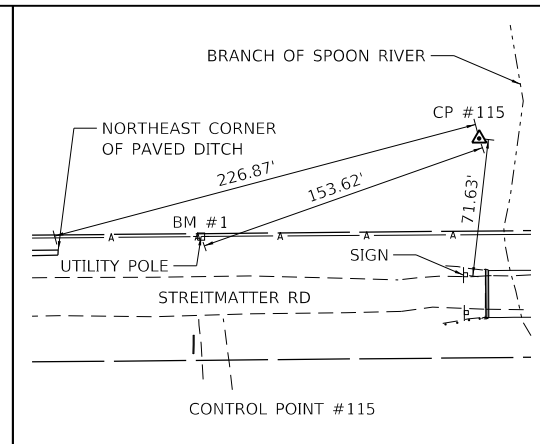 BRANCH OF SPOON RIVER
CP #115
NORTHEAST CORNER
OF PAVED DITCH
226.87'
153.62'
71.63'
BM #1
A A A A A
UTILITY POLE
SIGN
STREITMATTER RD
CONTROL POINT #115